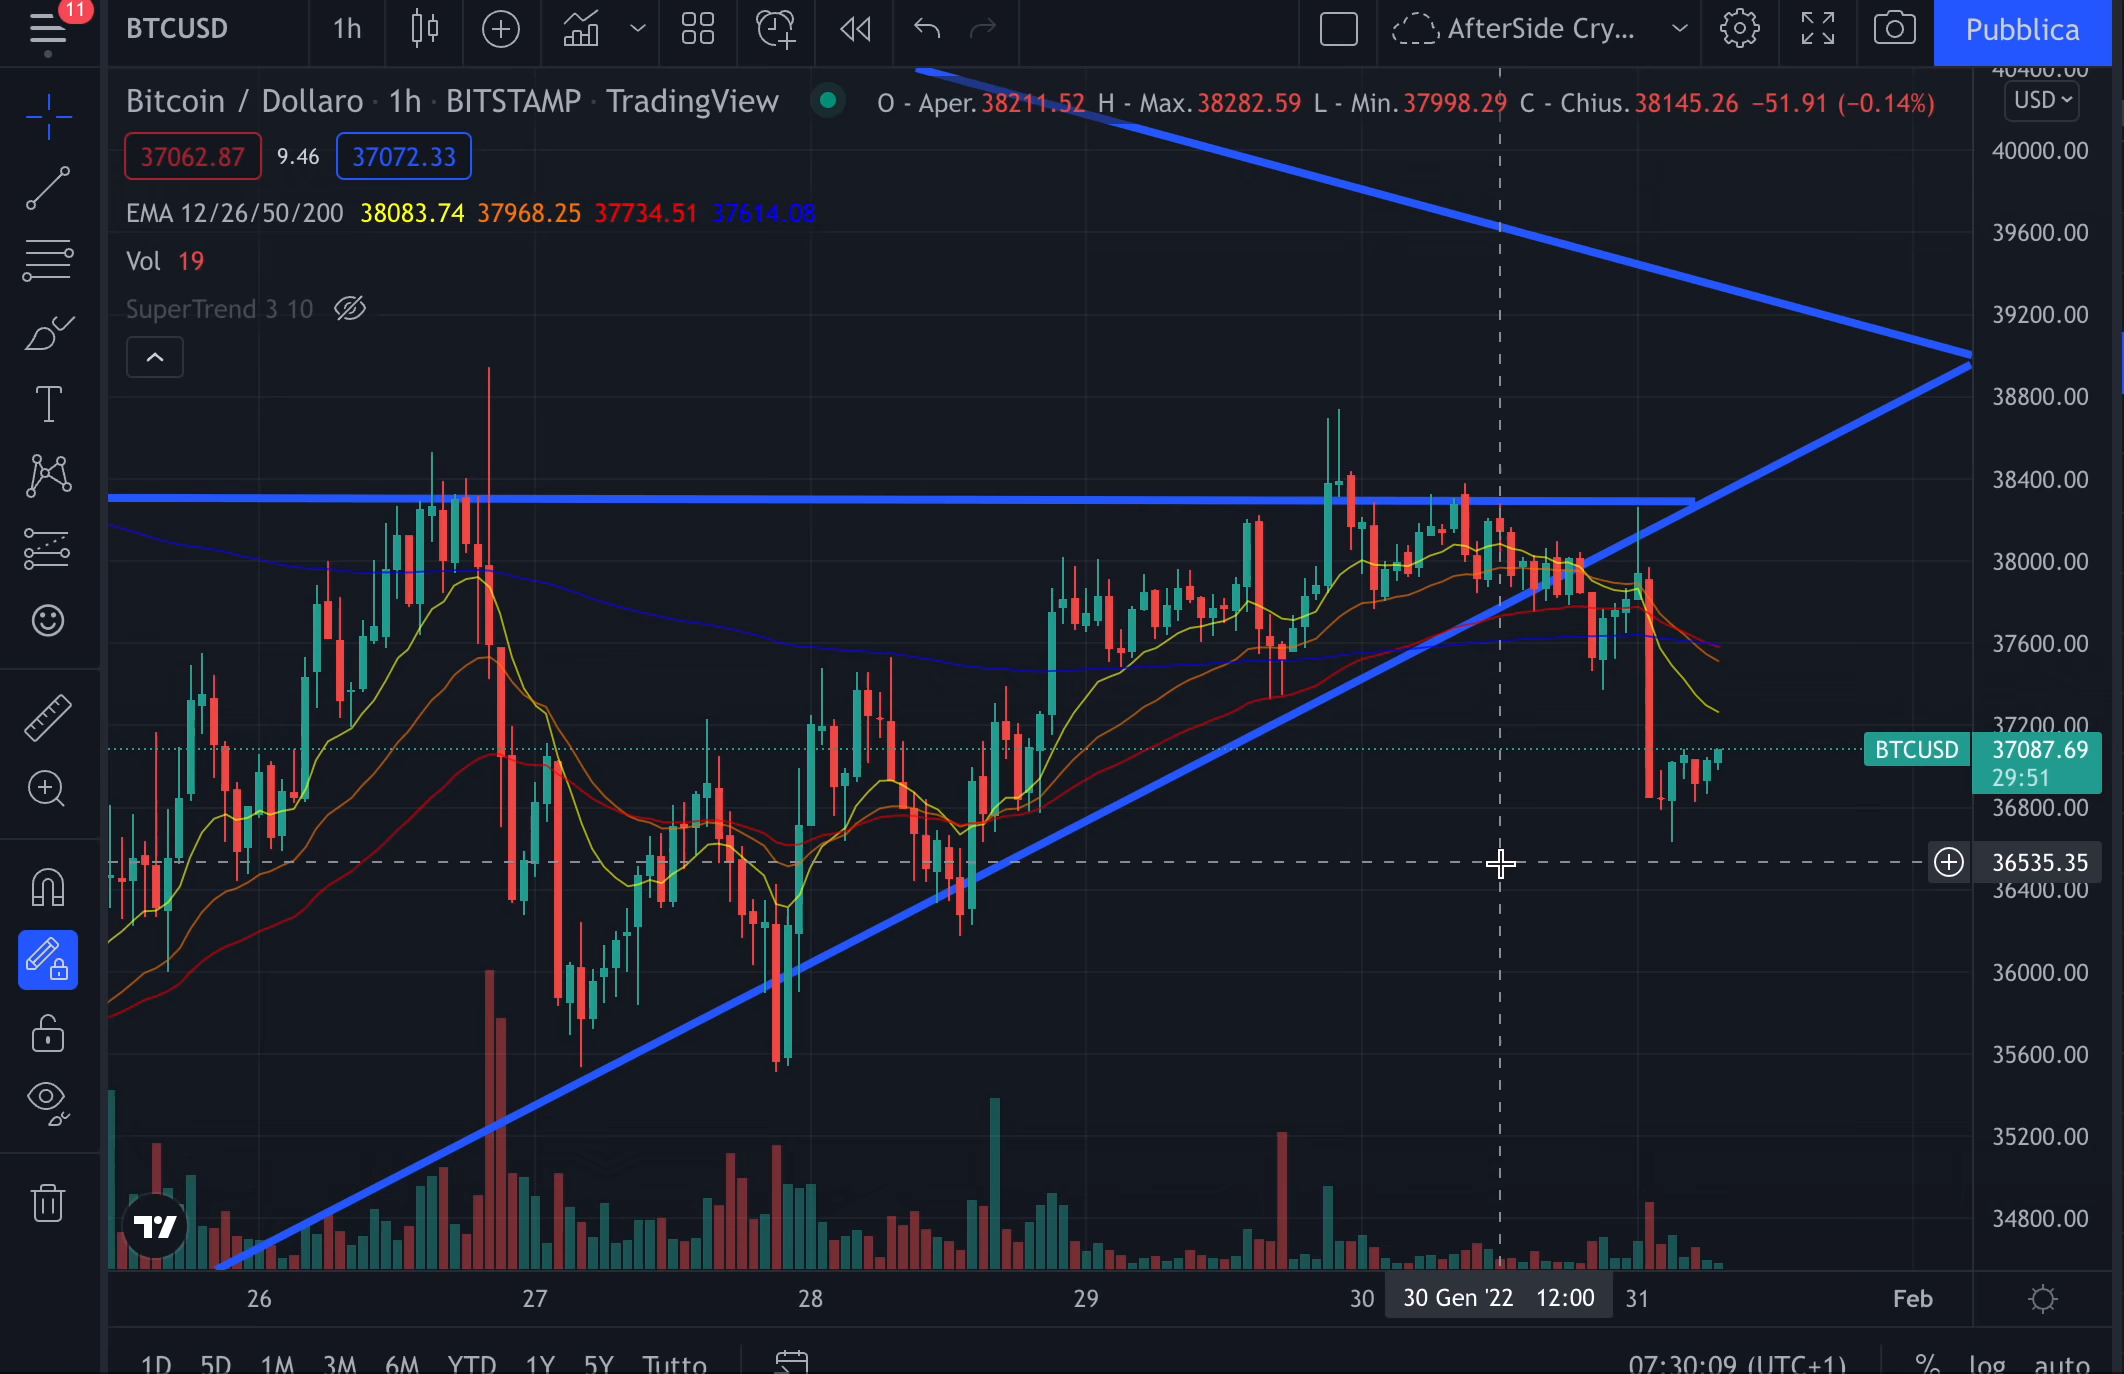 11
BTCUSD 1h AfterSide Cry... Pubblica
Bitcoin / Dollaro · 1h · BITSTAMP · TradingView O - Aper. 38211.52 H - Max. 38282.59 L - Min. 37998.29 C - Chius. 38145.26 −51.91 (−0.14%)
40400.00
USD
37062.87 9.46 37072.33
40000.00
EMA 12/26/50/200 38083.74 37968.25 37734.51 37614.08
39600.00
Vol 19
SuperTrend 3 10
39200.00
38800.00
38400.00
38000.00
37600.00
37200.00
BTCUSD 37087.69
29:51
36800.00
36535.35
36400.00
36000.00
35600.00
35200.00
34800.00
26 27 28 29 30 30 Gen '22 12:00 31 Feb
1D 5D 1M 3M 6M YTD 1Y 5Y Tutto 07:30:09 (UTC+1) % log auto